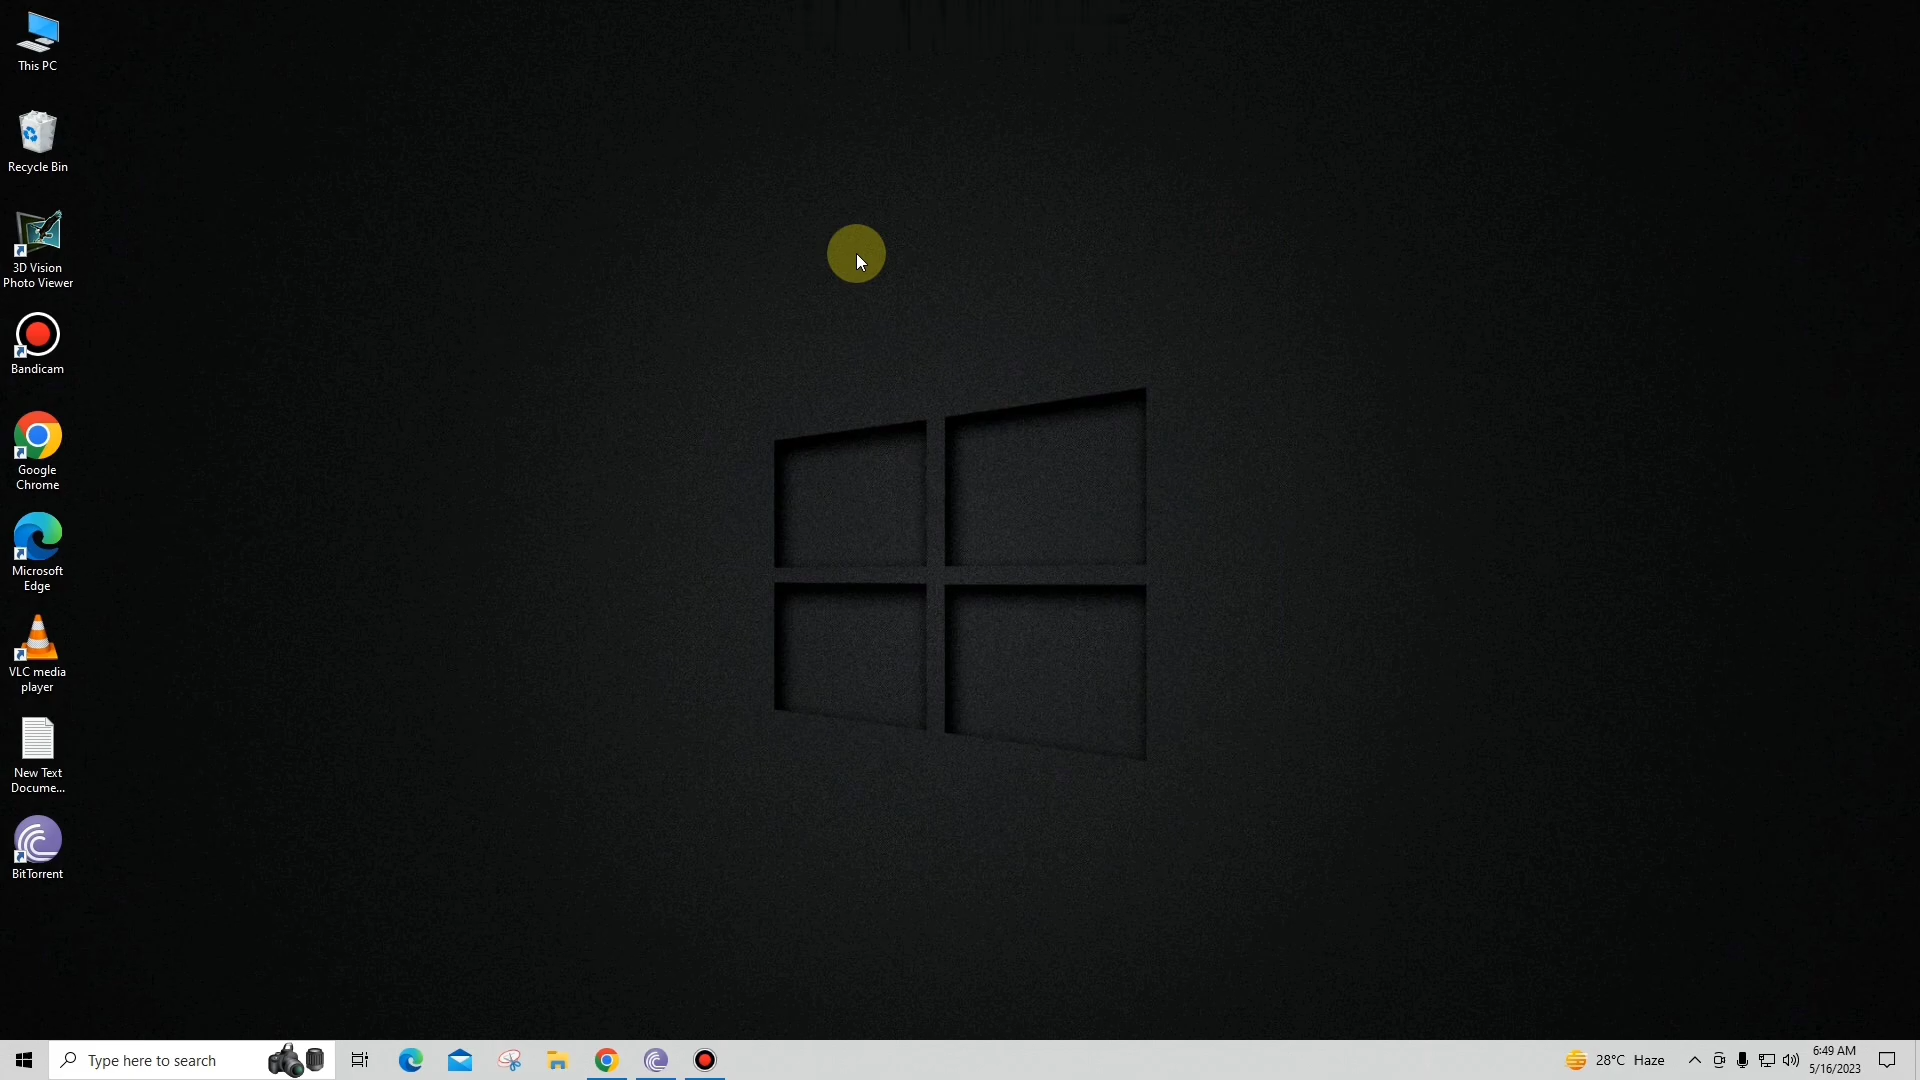 This PC
Recycle Bin
3D Vision
Photo Viewer
Bandicam
Google
Chrome
Microsoft
Edge
VLC media
player
New Text
Docume...
BitTorrent
Type here to search
28°C Haze
6:49 AM
5/16/2023